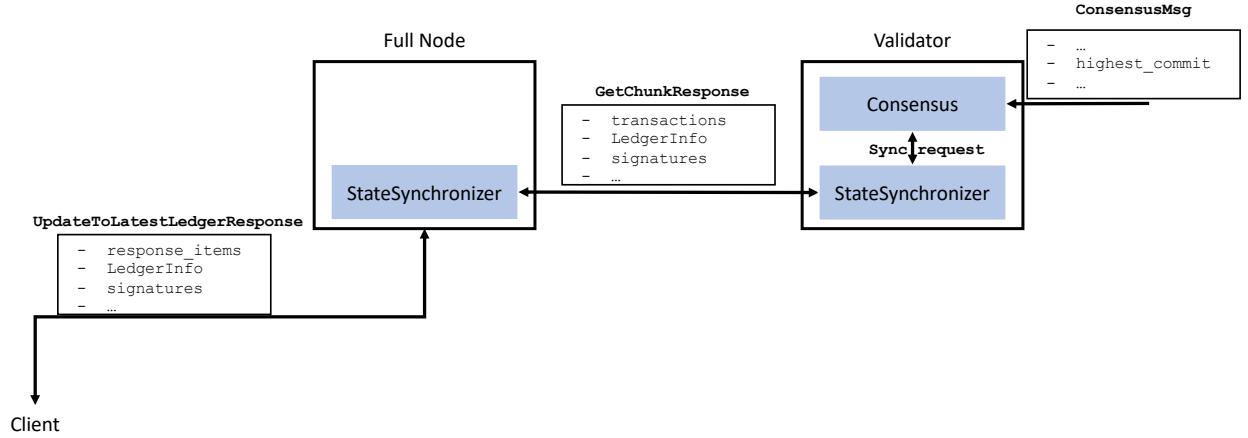 ConsensusMsg
- …
- highest_commit
- …
Full Node
Validator
Consensus
Sync request
StateSynchronizer
GetChunkResponse
- transactions
- LedgerInfo
- signatures
- …
StateSynchronizer
UpdateToLatestLedgerResponse
- response_items
- LedgerInfo
- signatures
- …
Client